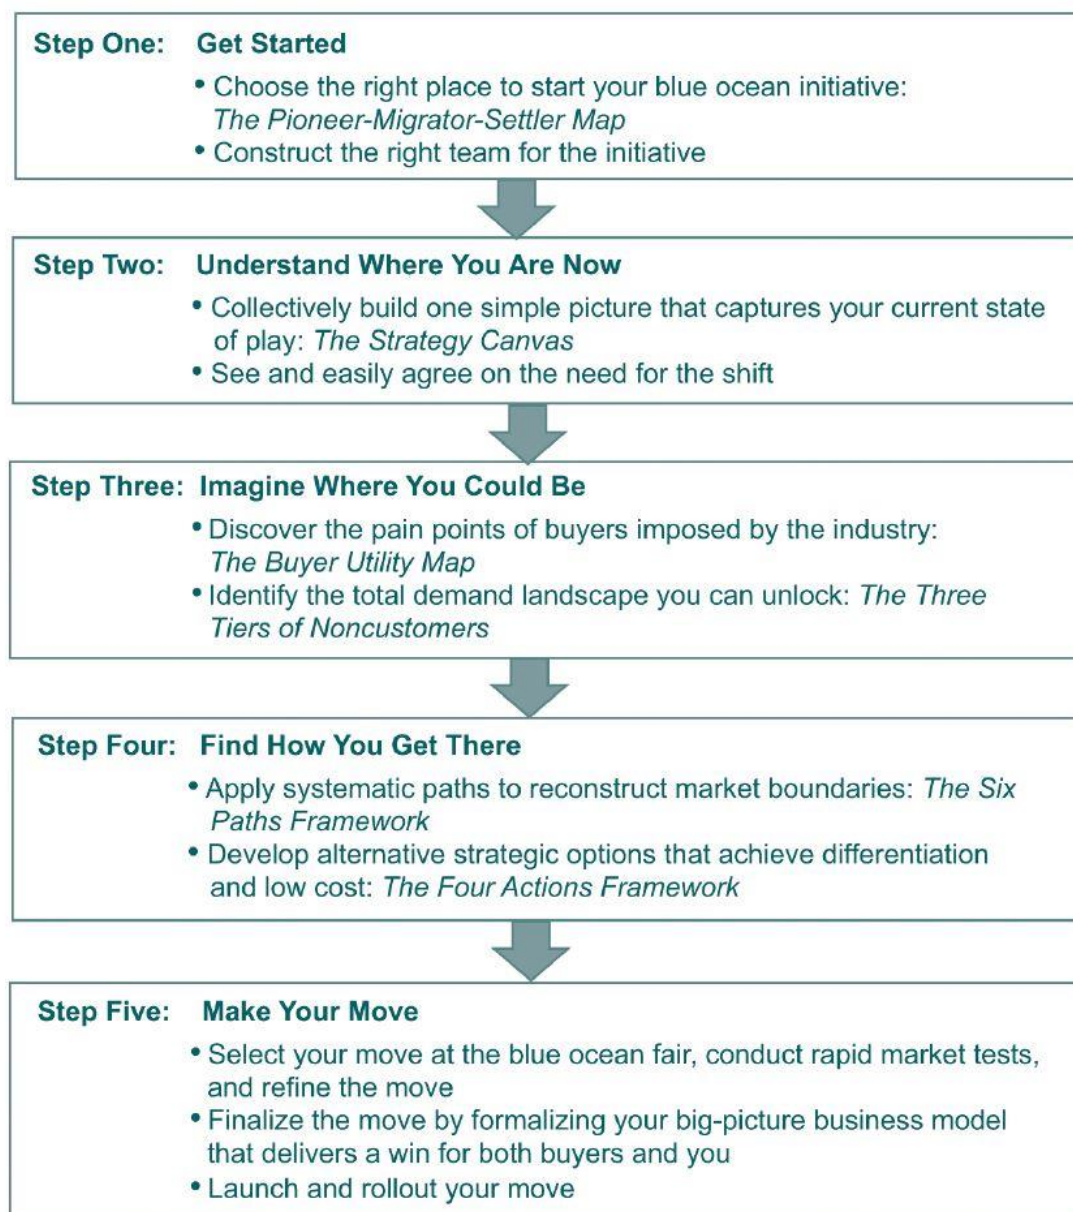 Step One: Get Started
• Choose the right place to start your blue ocean initiative:
The Pioneer-Migrator-Settler Map
• Construct the right team for the initiative
Step Two: Understand Where You Are Now
• Collectively build one simple picture that captures your current state
of play: The Strategy Canvas
• See and easily agree on the need for the shift
Step Three: Imagine Where You Could Be
• Discover the pain points of buyers imposed by the industry:
The Buyer Utility Map
• Identify the total demand landscape you can unlock: The Three
Tiers of Noncustomers
Step Four: Find How You Get There
• Apply systematic paths to reconstruct market boundaries: The Six
Paths Framework
• Develop alternative strategic options that achieve differentiation
and low cost: The Four Actions Framework
Step Five: Make Your Move
• Select your move at the blue ocean fair, conduct rapid market tests,
and refine the move
• Finalize the move by formalizing your big-picture business model
that delivers a win for both buyers and you
• Launch and rollout your move